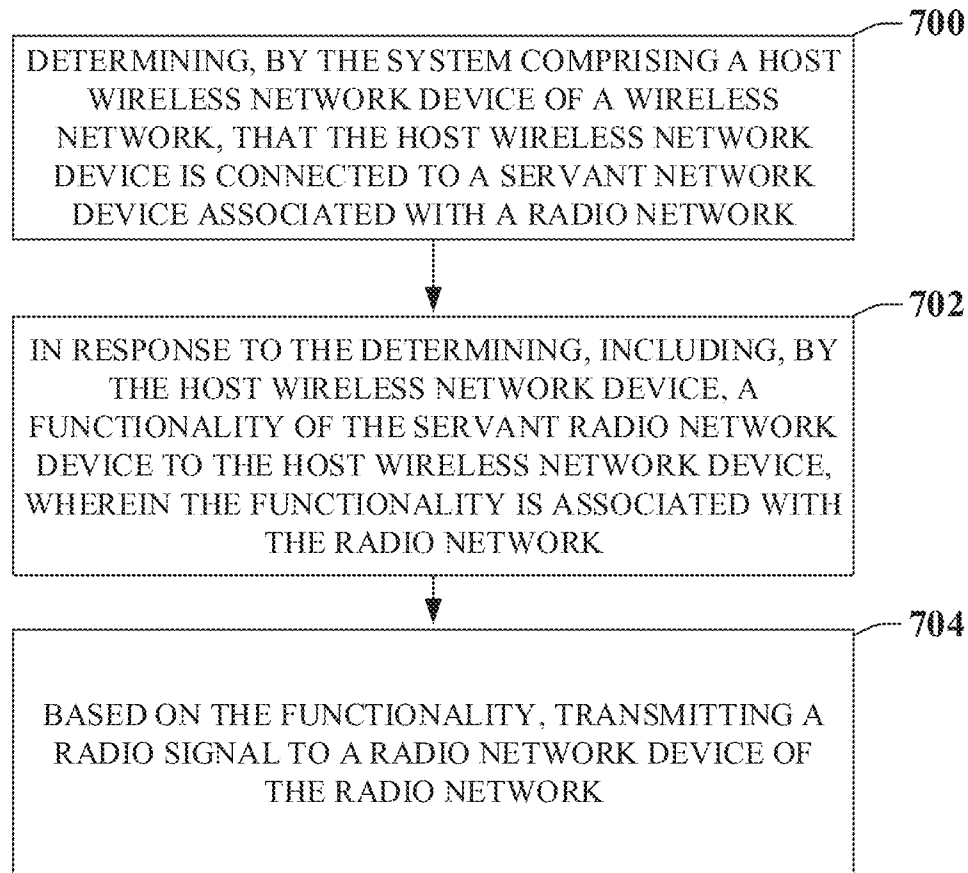 700
DETERMINING, BY THE SYSTEM COMPRISING A HOST
WIRELESS NETWORK DEVICE OF A WIRELESS
NETWORK, THAT THE HOST WIRELESS NETWORK
DEVICE IS CONNECTED TO A SERVANT NETWORK
DEVICE ASSOCIATED WITH A RADIO NETWORK
702
IN RESPONSE TO THE DETERMINING, INCLUDING, BY
THE HOST WIRELESS NETWORK DEVICE, A
FUNCTIONALITY OF THE SERVANT RADIO NETWORK
DEVICE TO THE HOST WIRELESS NETWORK DEVICE,
WHEREIN THE FUNCTIONALITY IS ASSOCIATED WITH
THE RADIO NETWORK
704
BASED ON THE FUNCTIONALITY, TRANSMITTING A
RADIO SIGNAL TO A RADIO NETWORK DEVICE OF
THE RADIO NETWORK